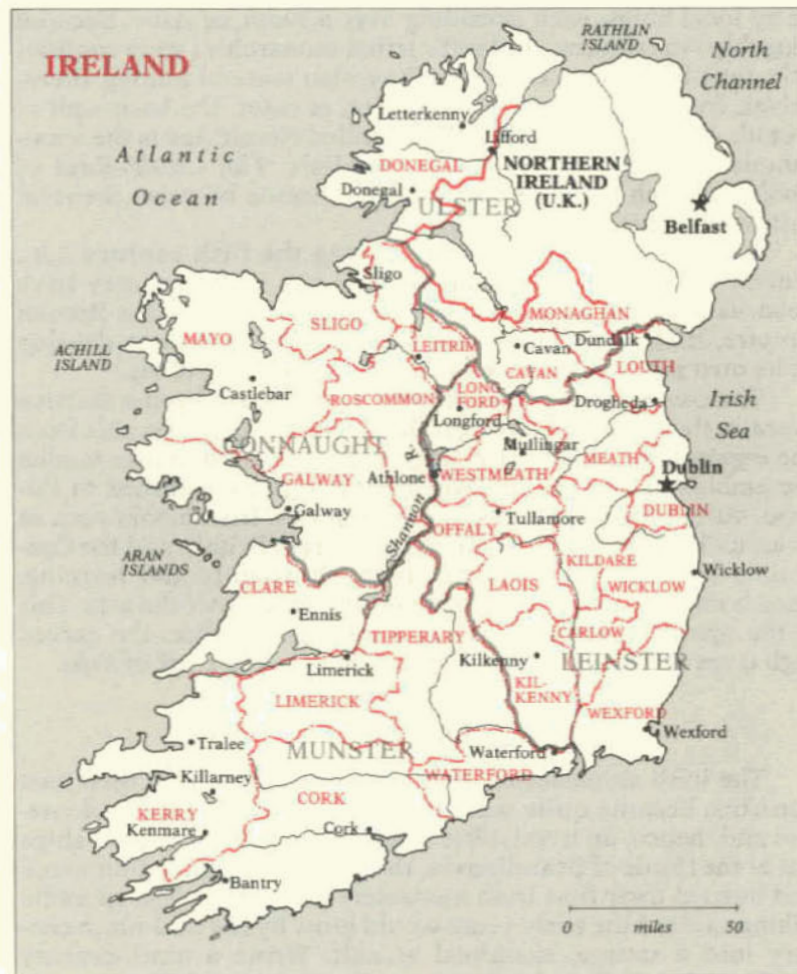 IRELAND
RATHLIN
ISLAND
North
Channel
Letterkenny
Lifford
Atlantic
Ocean
DONEGAL
NORTHERN
IRELAND
(U.K.)
Donegal
ULSTER
Belfast
Sligo
MONAGHAN
MAYO
SLIGO
LEITRIM
Cavan
Dundalk
ACHILL
ISLAND
CAVAN
LOUTH
Castlebar
ROSCOMMON
LONG-
FORD
Longford
Drogheda
Irish
Sea
CONNAUGHT
Mullingar
MEATH
GALWAY
Athlone
WESTMEATH
Dublin
Galway
Shannon R.
OFFALY
Tullamore
DUBLIN
ARAN
ISLANDS
KILDARE
CLARE
LAOIS
WICKLOW
Wicklow
Ennis
TIPPERARY
CARLOW
Limerick
Kilkenny
LEINSTER
LIMERICK
KIL-
KENNY
WEXFORD
Wexford
Tralee
MUNSTER
Waterford
Killarney
WATERFORD
KERRY
CORK
Kenmare
Cork
Bantry
0 50
miles